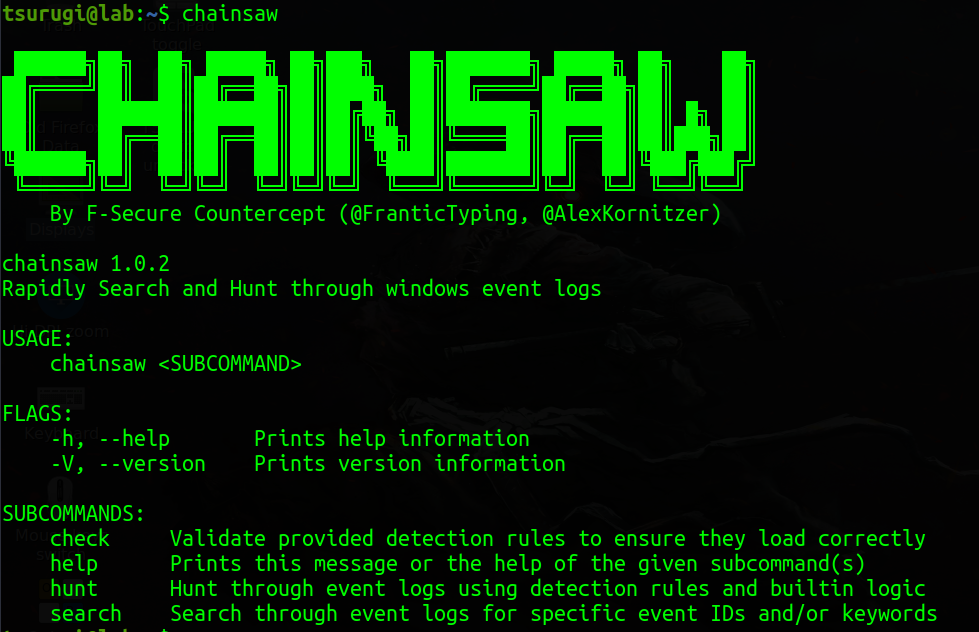 tsurugi@lab:~$ chainsaw
CHAINSAW
By F-Secure Countercept (@FranticTyping, @AlexKornitzer)
chainsaw 1.0.2
Rapidly Search and Hunt through windows event logs
USAGE:
chainsaw <SUBCOMMAND>
FLAGS:
-h, --help Prints help information
-V, --version Prints version information
SUBCOMMANDS:
check Validate provided detection rules to ensure they load correctly
help Prints this message or the help of the given subcommand(s)
hunt Hunt through event logs using detection rules and builtin logic
search Search through event logs for specific event IDs and/or keywords